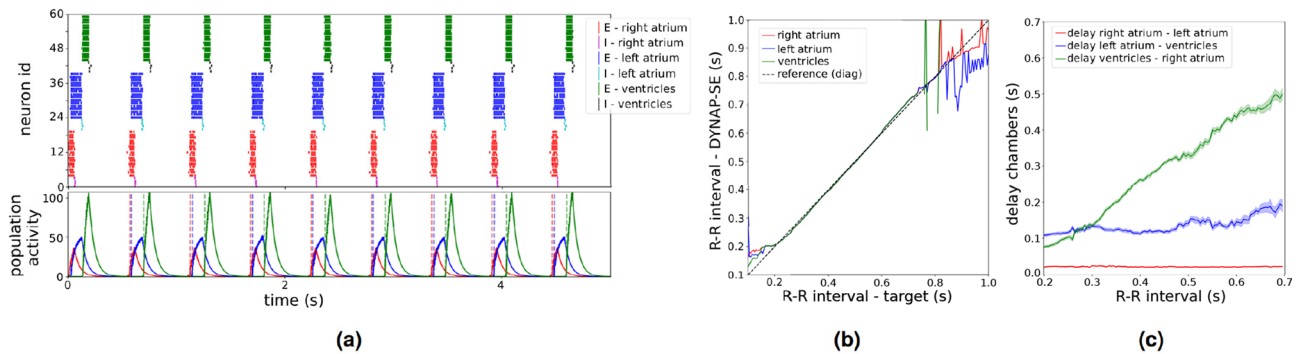 60
48
36
24
12
0
neuron id
E - right atrium
I - right atrium
E - left atrium
I - left atrium
E - ventricles
I - ventricles
100
50
0
population
activity
0
2
4
time (s)
(a)
1.0
0.9
0.8
0.7
0.6
0.5
0.4
0.3
0.2
0.1
R-R interval - DYNAP-SE (s)
right atrium
left atrium
ventricles
reference (diag)
0.2
0.4
0.6
0.8
1.0
R-R interval - target (s)
(b)
0.7
0.6
0.5
0.4
0.3
0.2
0.1
0.0
delay chambers (s)
delay right atrium - left atrium
delay left atrium - ventricles
delay ventricles - right atrium
0.2
0.3
0.4
0.5
0.6
0.7
R-R interval (s)
(c)